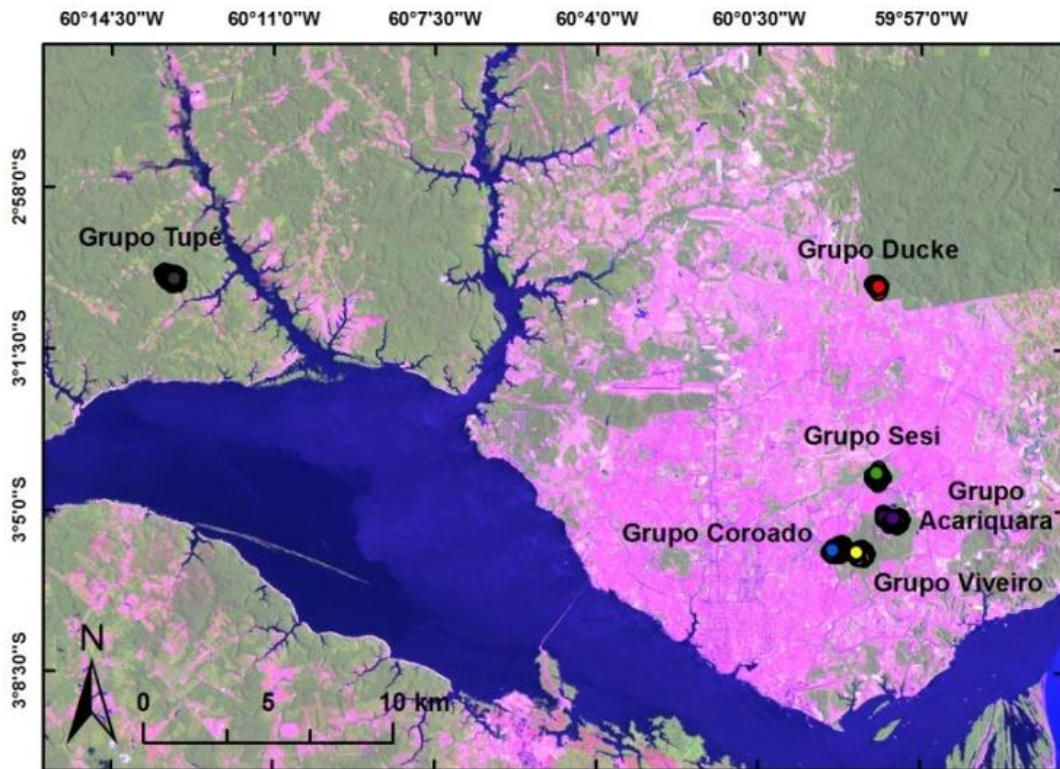 60°14'30"W 60°11'0"W 60°7'30"W 60°4'0"W 60°0'30"W 59°57'0"W
2°58'0"S
Grupo Tupé
Grupo Ducke
3°1'30"S
Grupo Sesi
3°5'0"S
Grupo
Acariquara
Grupo Coroado
Grupo Viveiro
N
3°8'30"S
0 5 10 km